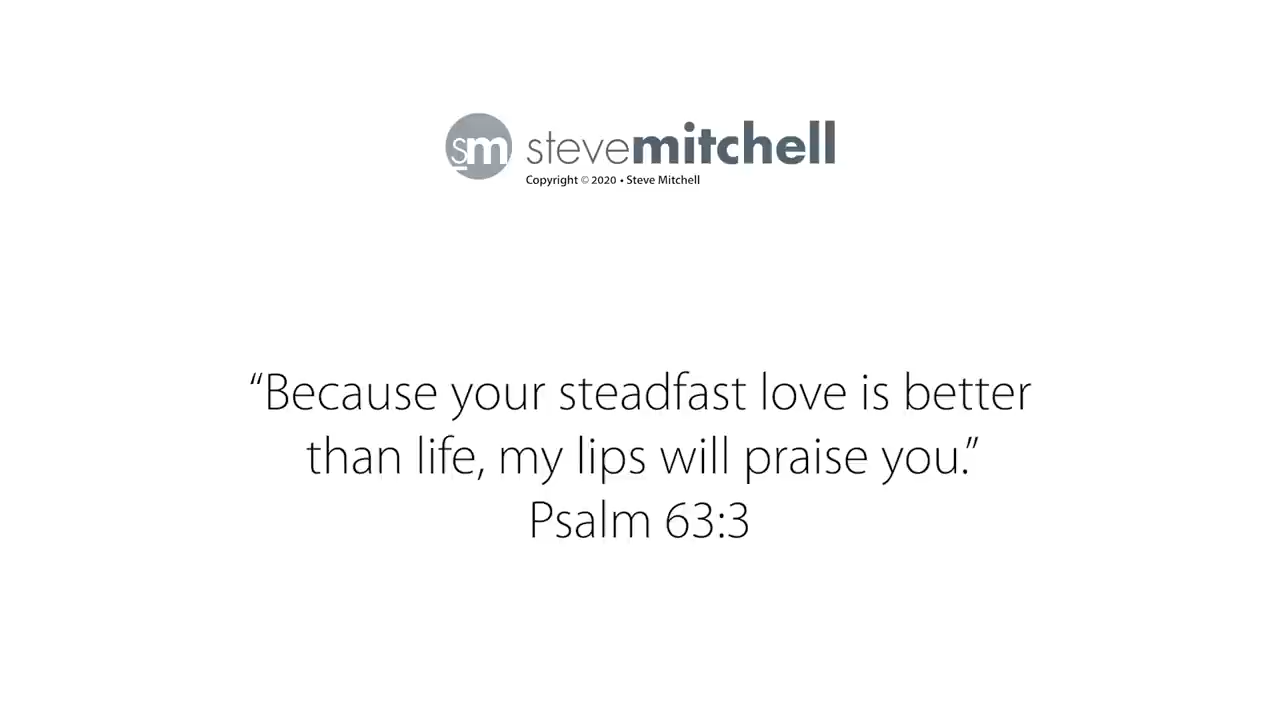 sm stevemitchell
Copyright © 2020 • Steve Mitchell
“Because your steadfast love is better
than life, my lips will praise you.”
Psalm 63:3